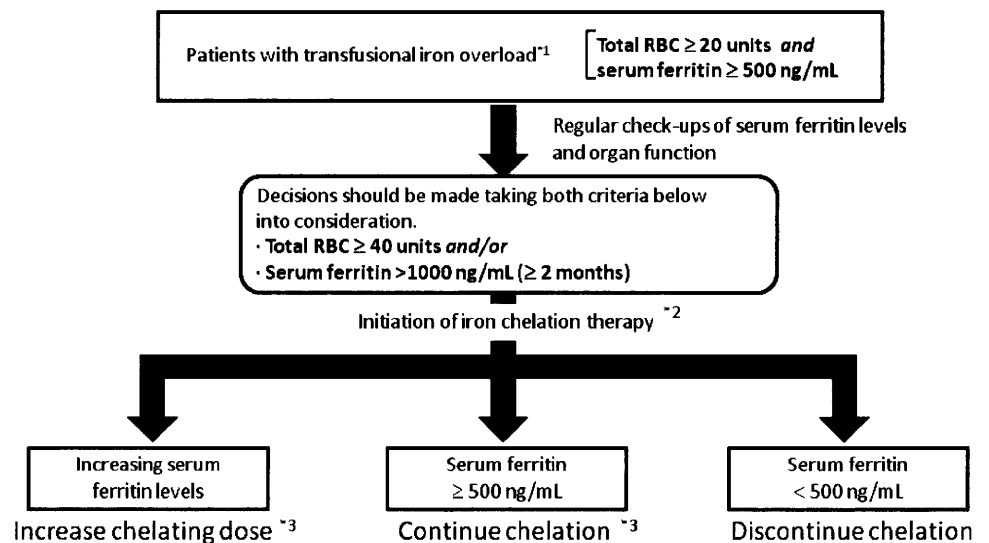 Patients with transfusional iron overload*1
Total RBC ≥ 20 units and
serum ferritin ≥ 500 ng/mL
Regular check-ups of serum ferritin levels
and organ function
Decisions should be made taking both criteria below
into consideration.
· Total RBC ≥ 40 units and/or
· Serum ferritin >1000 ng/mL (≥ 2 months)
Initiation of iron chelation therapy *2
Increasing serum
ferritin levels
Increase chelating dose *3
Serum ferritin
≥ 500 ng/mL
Continue chelation *3
Serum ferritin
< 500 ng/mL
Discontinue chelation